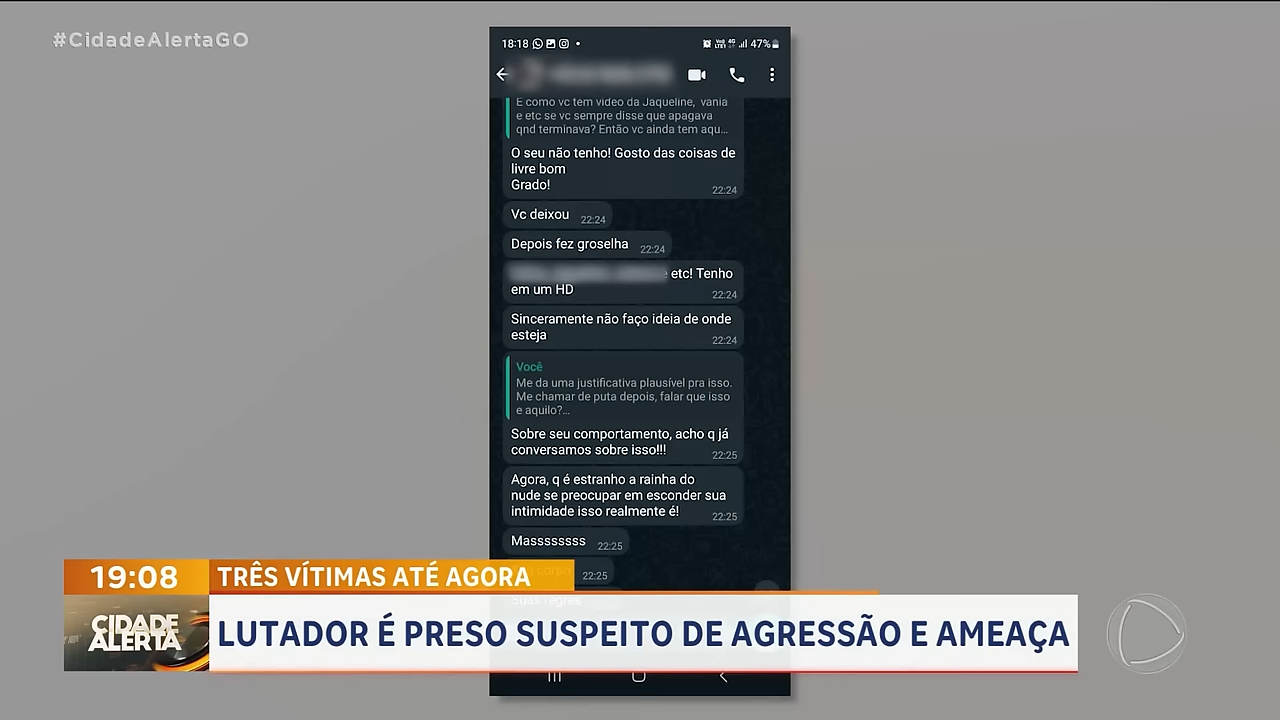 #CidadeAlertaGO
18:18
47%
E como vc tem video da Jaqueline, vania
e etc se vc sempre disse que apagava
qnd terminava? Então vc ainda tem aqu...
O seu não tenho! Gosto das coisas de
livre bom
Grado!
22:24
Vc deixou
22:24
Depois fez groselha
22:24
etc! Tenho
em um HD
22:24
Sinceramente não faço ideia de onde
esteja
22:24
Você
Me da uma justificativa plausível pra isso.
Me chamar de puta depois, falar que isso
e aquilo?...
Sobre seu comportamento, acho q já
conversamos sobre isso!!!
22:25
Agora, q é estranho a rainha do
nude se preocupar em esconder sua
intimidade isso realmente é!
22:25
Masssssss
22:25
corpo
22:25
Suas regras
19:08
TRÊS VÍTIMAS ATÉ AGORA
CIDADE
ALERTA
LUTADOR É PRESO SUSPEITO DE AGRESSÃO E AMEAÇA